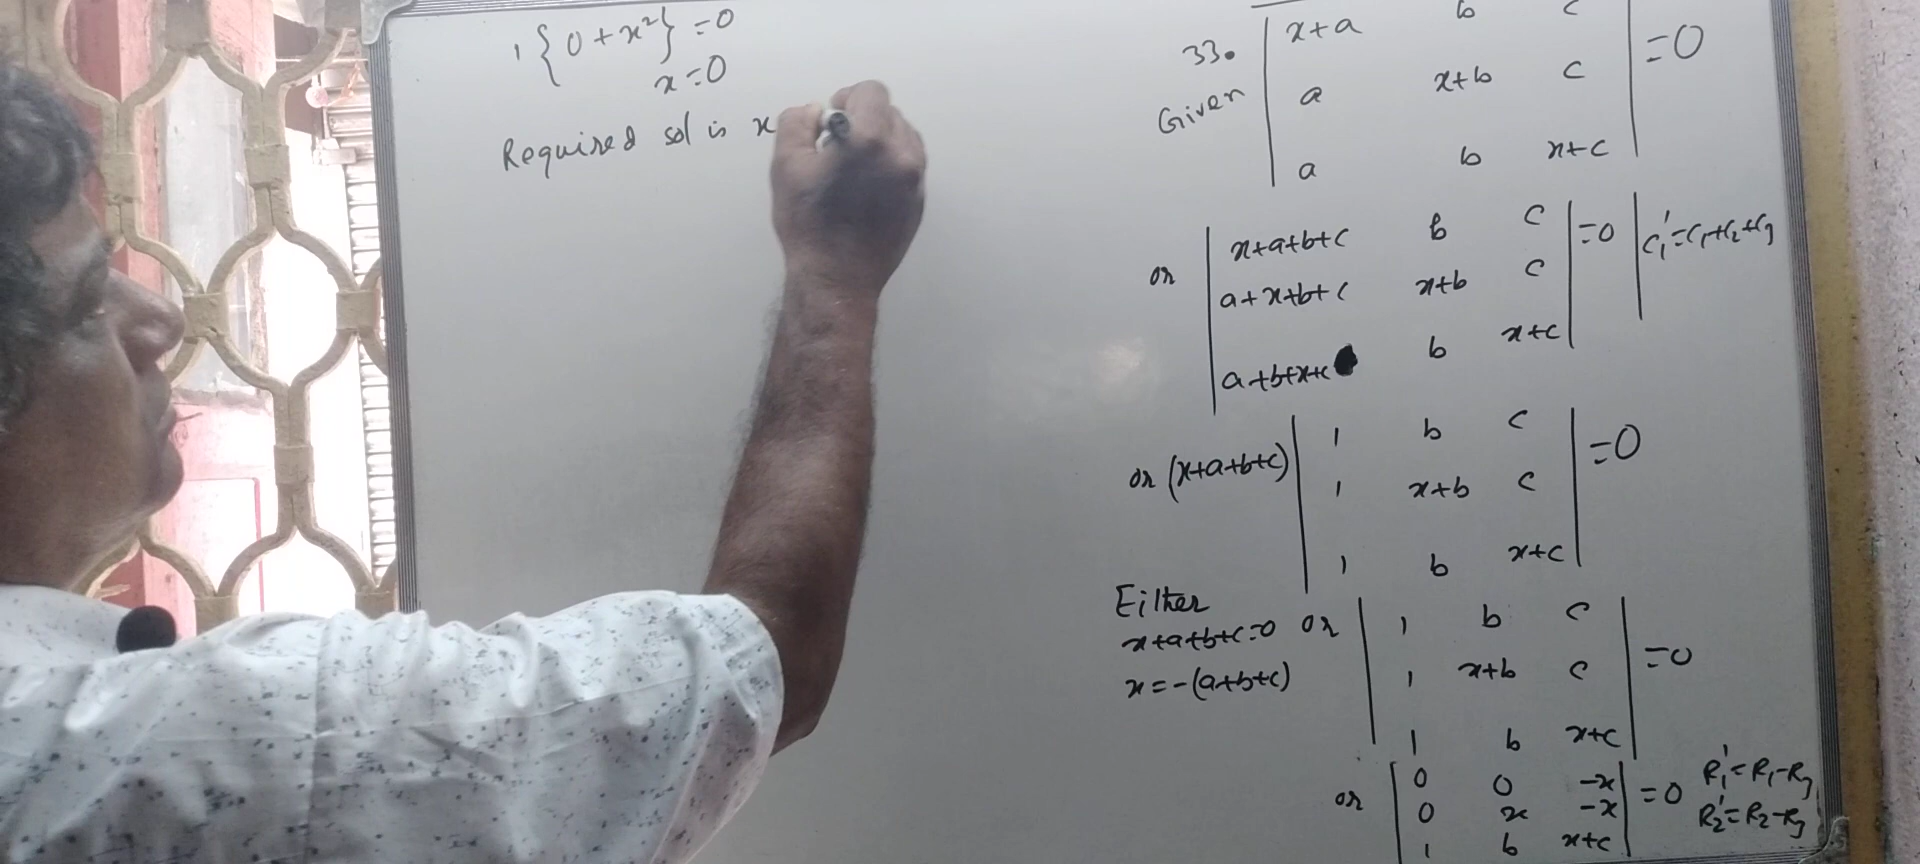 1 { 0 + x² } = 0
x = 0
Required sol is x
33.
Given
| x+a b c |
| a x+b c | = 0
| a b x+c |
or | x+a+b+c b c | = 0 | C₁' = C₁+C₂+C₃
| a+x+b+c x+b c |
| a+b+x+c b x+c |
or (x+a+b+c) | 1 b c | = 0
| 1 x+b c |
| 1 b x+c |
Either
x+a+b+c=0 or | 1 b c | = 0
x = -(a+b+c) | 1 x+b c |
| 1 b x+c |
or | 0 0 -x | = 0 R₁' = R₁-R₃
| 0 x -x | R₂' = R₂-R₃
| 1 b x+c |